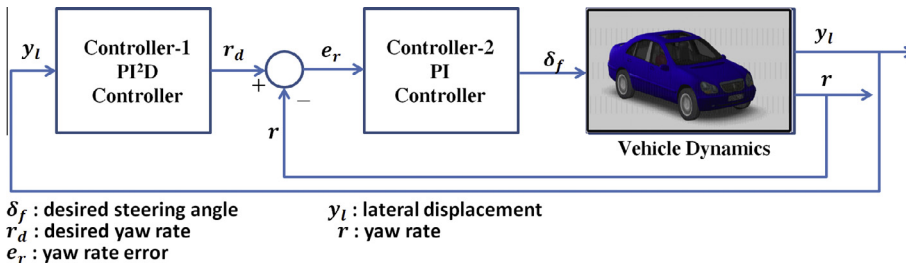 y_l
Controller-1
PI²D
Controller
r_d
+
−
r
e_r
Controller-2
PI
Controller
δ_f
Vehicle Dynamics
y_l
r
δ_f : desired steering angle
r_d : desired yaw rate
e_r : yaw rate error
y_l : lateral displacement
r : yaw rate